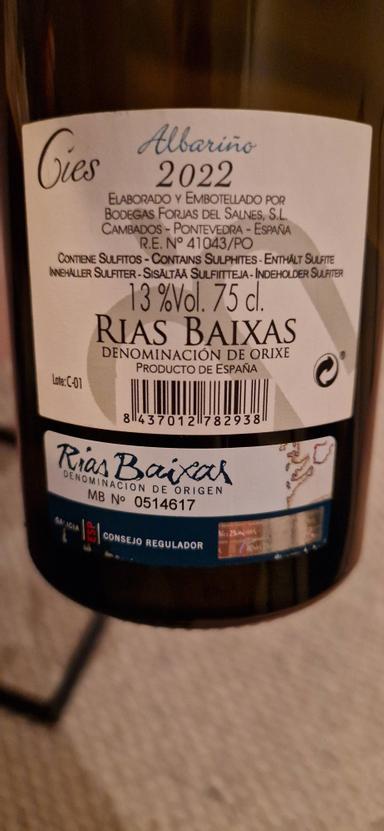 Cies Albariño
2022
ELABORADO Y EMBOTELLADO POR
BODEGAS FORJAS DEL SALNES, S.L.
CAMBADOS - PONTEVEDRA - ESPAÑA
R.E. Nº 41043/PO
CONTIENE SULFITOS - CONTAINS SULPHITES - ENTHÄLT SULFITE
INNEHÅLLER SULFITER - SISÄLTÄÄ SULFIITTEJA - INDEHOLDER SULFITER
13 %Vol. 75 cl.
RIAS BAIXAS
DENOMINACIÓN DE ORIXE
PRODUCTO DE ESPAÑA
Lote: C-01
8 437012 782938
Rias Baixas
DENOMINACION DE ORIGEN
MB Nº 0514617
GALICIA ESP CONSEJO REGULADOR